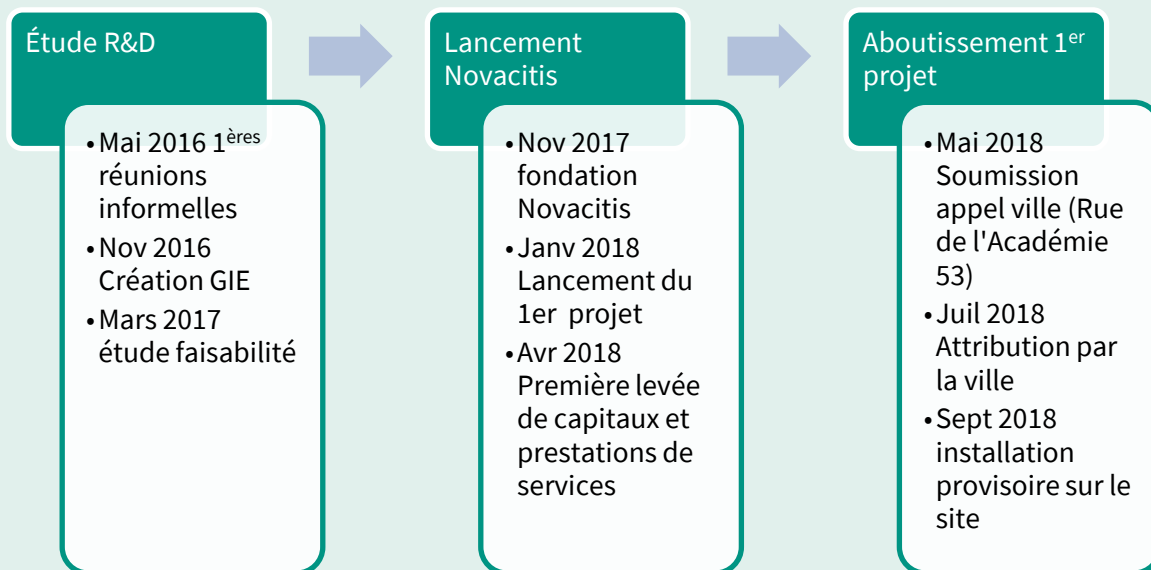 Étude R&D
•Mai 2016 1ères
réunions
informelles
•Nov 2016
Création GIE
•Mars 2017
étude faisabilité
Lancement
Novacitis
•Nov 2017
fondation
Novacitis
•Janv 2018
Lancement du
1er projet
•Avr 2018
Première levée
de capitaux et
prestations de
services
Aboutissement 1er
projet
•Mai 2018
Soumission
appel ville (Rue
de l'Académie
53)
•Juil 2018
Attribution par
la ville
•Sept 2018
installation
provisoire sur le
site